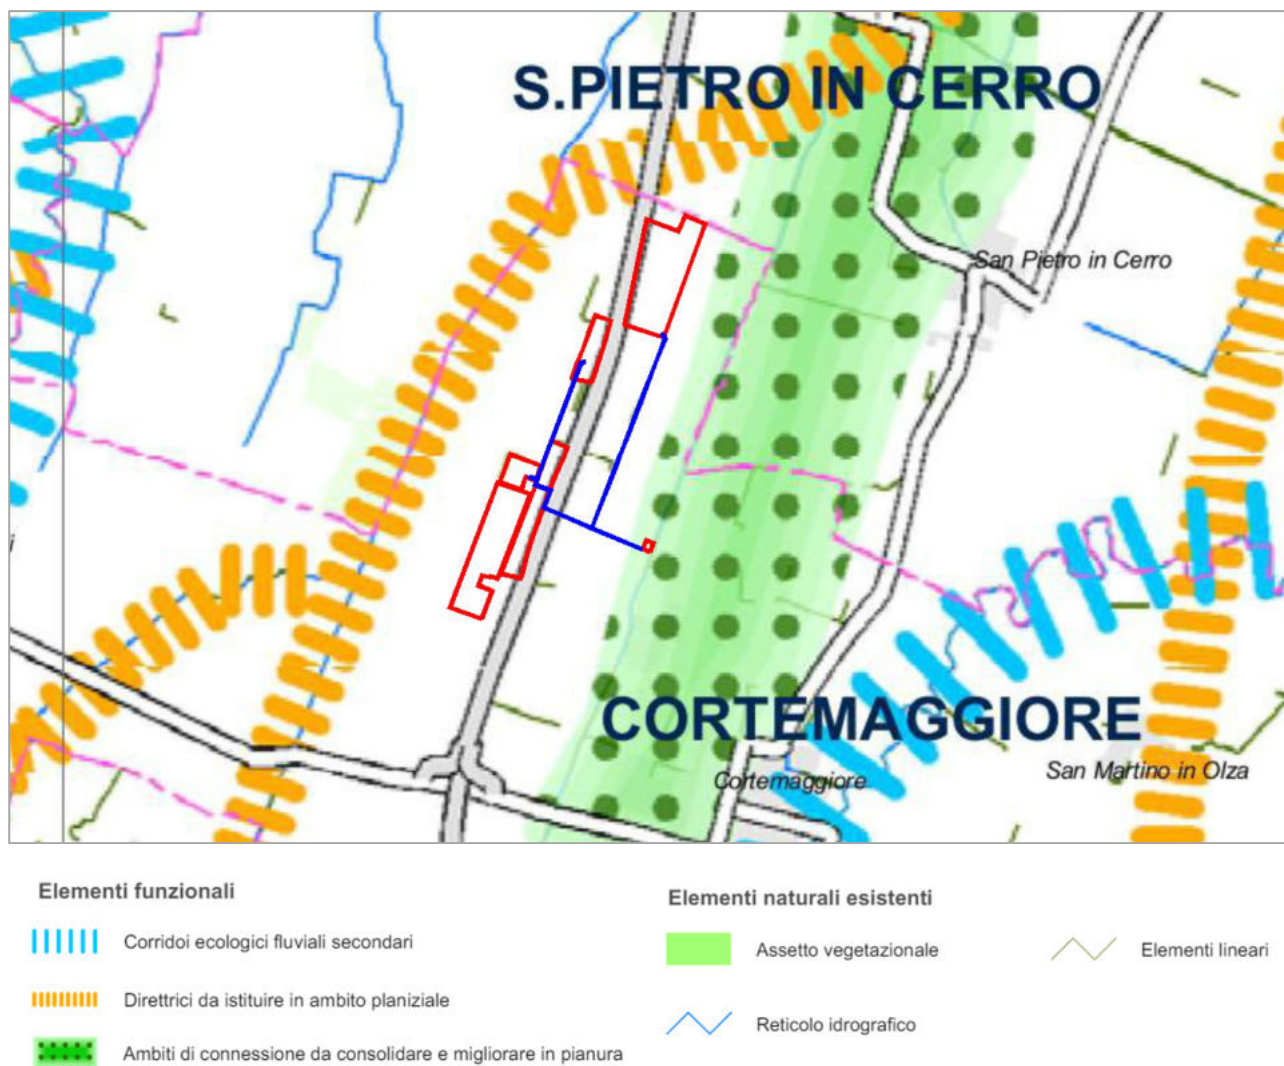 S.PIETRO IN CERRO
San Pietro in Cerro
CORTEMAGGIORE
San Martino in Olza
Cortemaggiore
Elementi funzionali
Corridoi ecologici fluviali secondari
Direttrici da istituire in ambito planiziale
Ambiti di connessione da consolidare e migliorare in pianura
Elementi naturali esistenti
Assetto vegetazionale
Elementi lineari
Reticolo idrografico